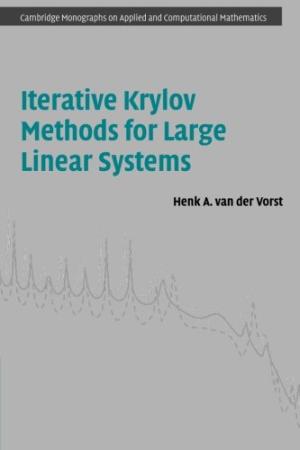 Cambridge Monographs on Applied and Computational Mathematics
Iterative Krylov
Methods for Large
Linear Systems
Henk A. van der Vorst